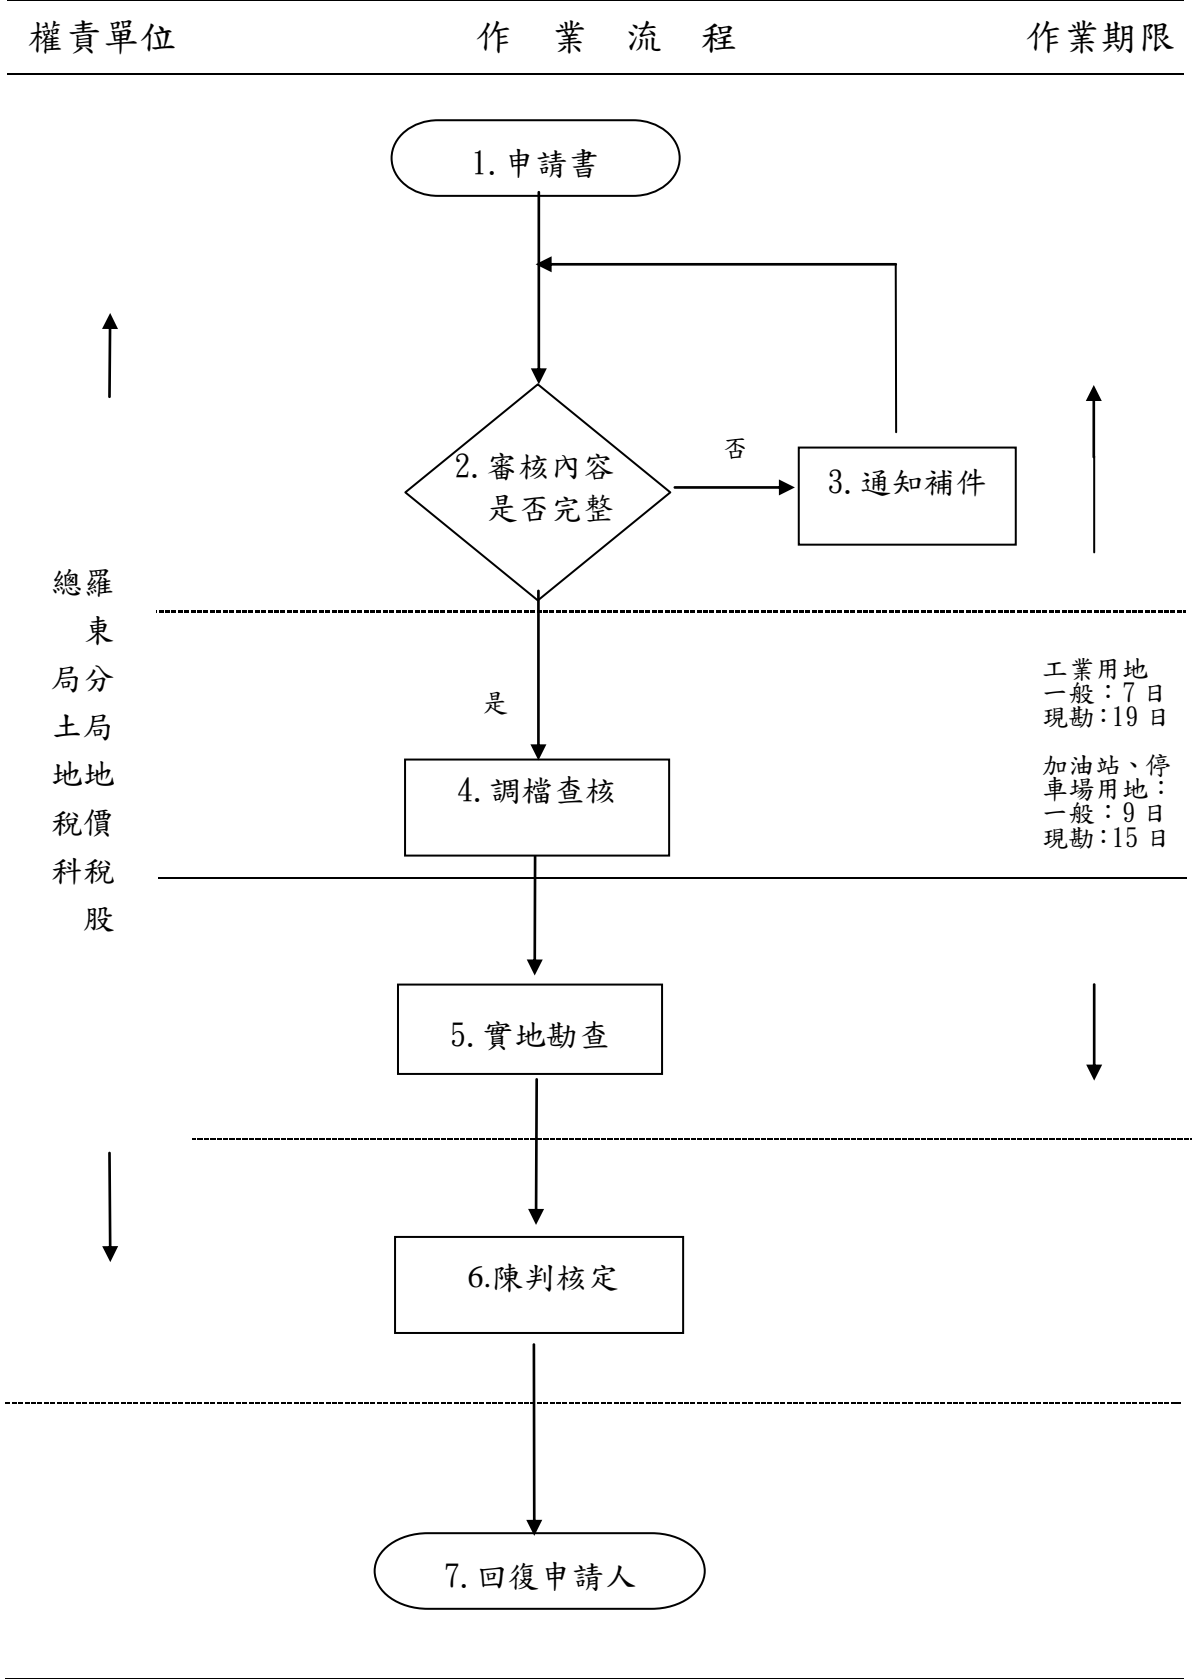 權責單位 作業流程 作業期限
1.申請書
2.審核內容
是否完整
否
3.通知補件
總羅
東
局分
土局
地地
稅價
科稅
股
是
4.調檔查核
工業用地
一般：7日
現勘：19日
加油站、停
車場用地：
一般：9日
現勘：15日
5.實地勘查
6.陳判核定
7.回復申請人